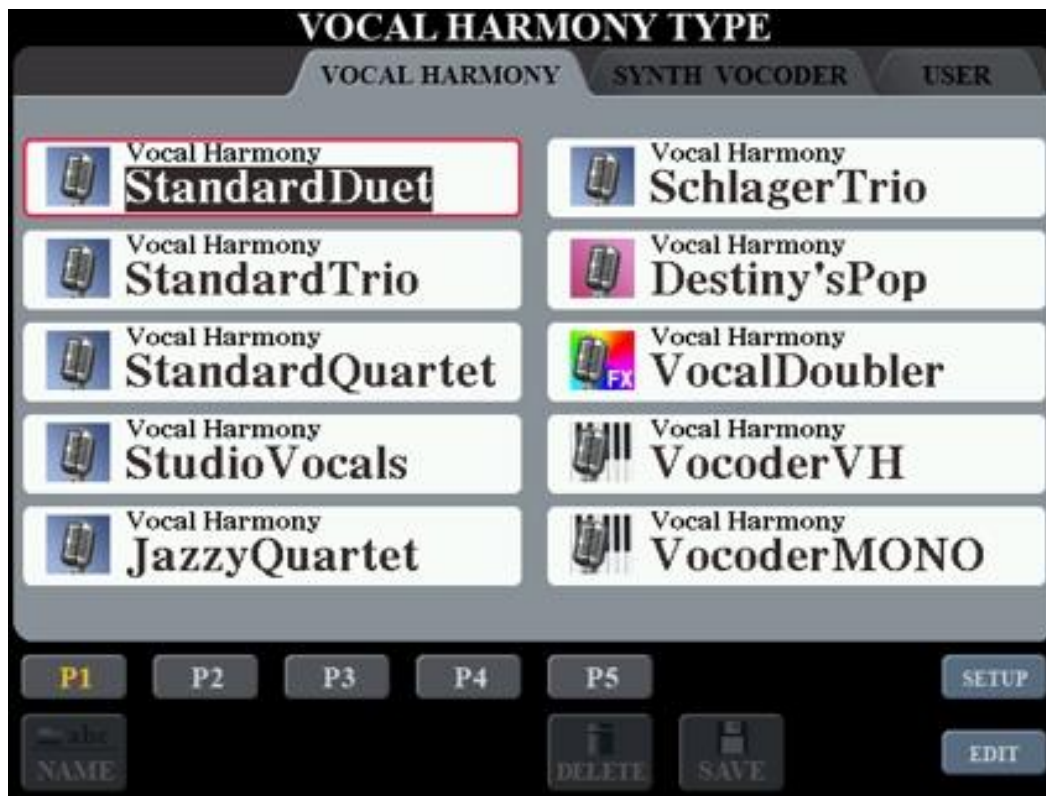 VOCAL HARMONY TYPE
VOCAL HARMONY SYNTH VOCODER USER
Vocal Harmony
StandardDuet
Vocal Harmony
SchlagerTrio
Vocal Harmony
StandardTrio
Vocal Harmony
Destiny'sPop
Vocal Harmony
StandardQuartet
FX
Vocal Harmony
VocalDoubler
Vocal Harmony
StudioVocals
Vocal Harmony
VocoderVH
Vocal Harmony
JazzyQuartet
Vocal Harmony
VocoderMONO
P1 P2 P3 P4 P5 SETUP
abc
NAME DELETE SAVE EDIT